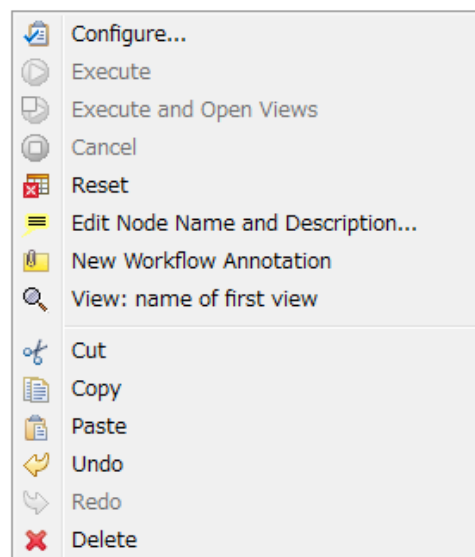 Configure...
Execute
Execute and Open Views
Cancel
Reset
Edit Node Name and Description...
New Workflow Annotation
View: name of first view
Cut
Copy
Paste
Undo
Redo
Delete